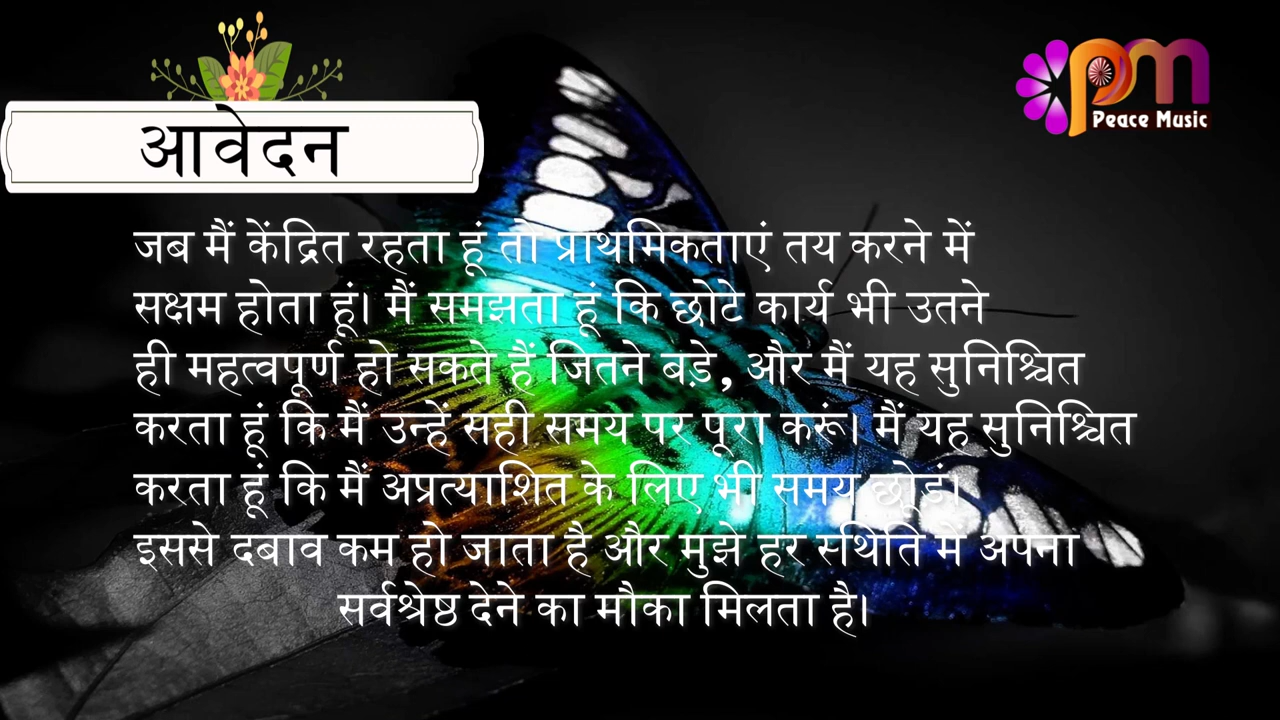 आवेदन
Peace Music
जब मैं केंद्रित रहता हूं तो प्राथमिकताएं तय करने में
सक्षम होता हूं। मैं समझता हूं कि छोटे कार्य भी उतने
ही महत्वपूर्ण हो सकते हैं जितने बड़े, और मैं यह सुनिश्चित
करता हूं कि मैं उन्हें सही समय पर पूरा करूं। मैं यह सुनिश्चित
करता हूं कि मैं अप्रत्याशित के लिए भी समय छोड़ूं।
इससे दबाव कम हो जाता है और मुझे हर स्थिति में अपना
सर्वश्रेष्ठ देने का मौका मिलता है।